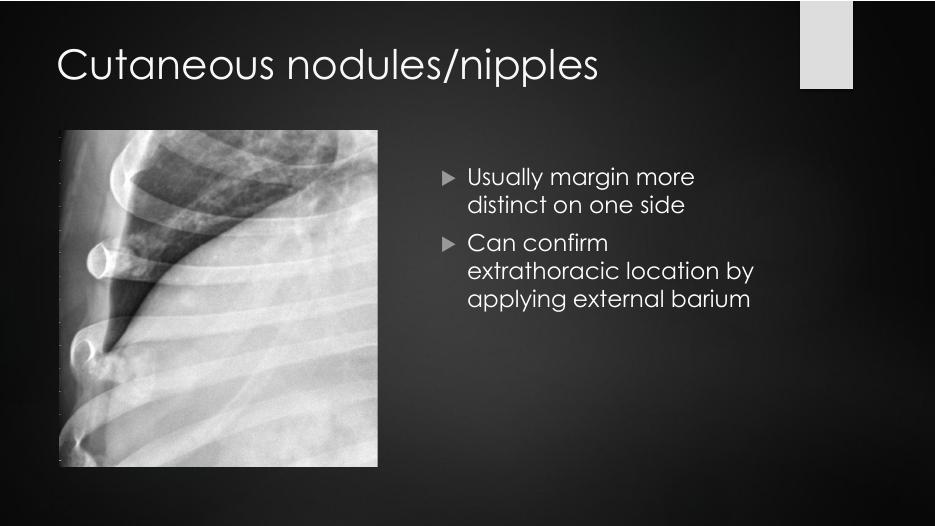 Cutaneous nodules/nipples
Usually margin more
distinct on one side
Can confirm
extrathoracic location by
applying external barium